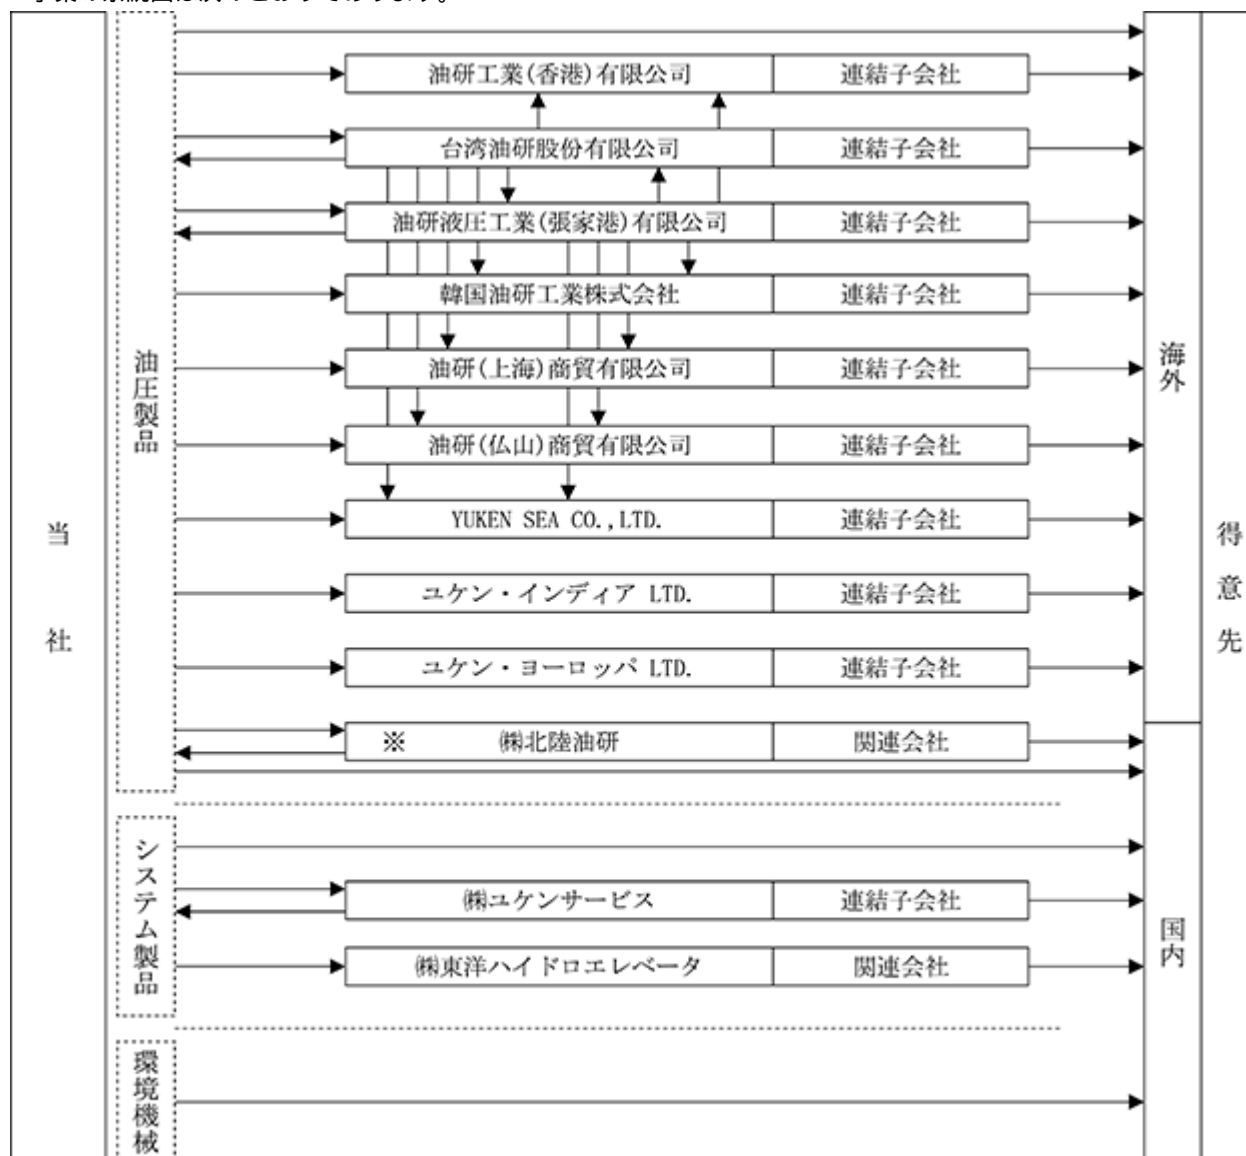 油研工業(香港)有限公司 連結子会社
台湾油研股份有限公司 連結子会社
油研液圧工業(張家港)有限公司 連結子会社
韓国油研工業株式会社 連結子会社
油研(上海)商貿有限公司 連結子会社
油研(仏山)商貿有限公司 連結子会社
YUKEN SEA CO.,LTD. 連結子会社
ユケン・インディア LTD. 連結子会社
ユケン・ヨーロッパ LTD. 連結子会社
※ ㈱北陸油研 関連会社
㈱ユケンサービス 連結子会社
㈱東洋ハイドロエレベータ 関連会社
当社
油圧製品
システム製品
環境機械
海外
国内
得意先